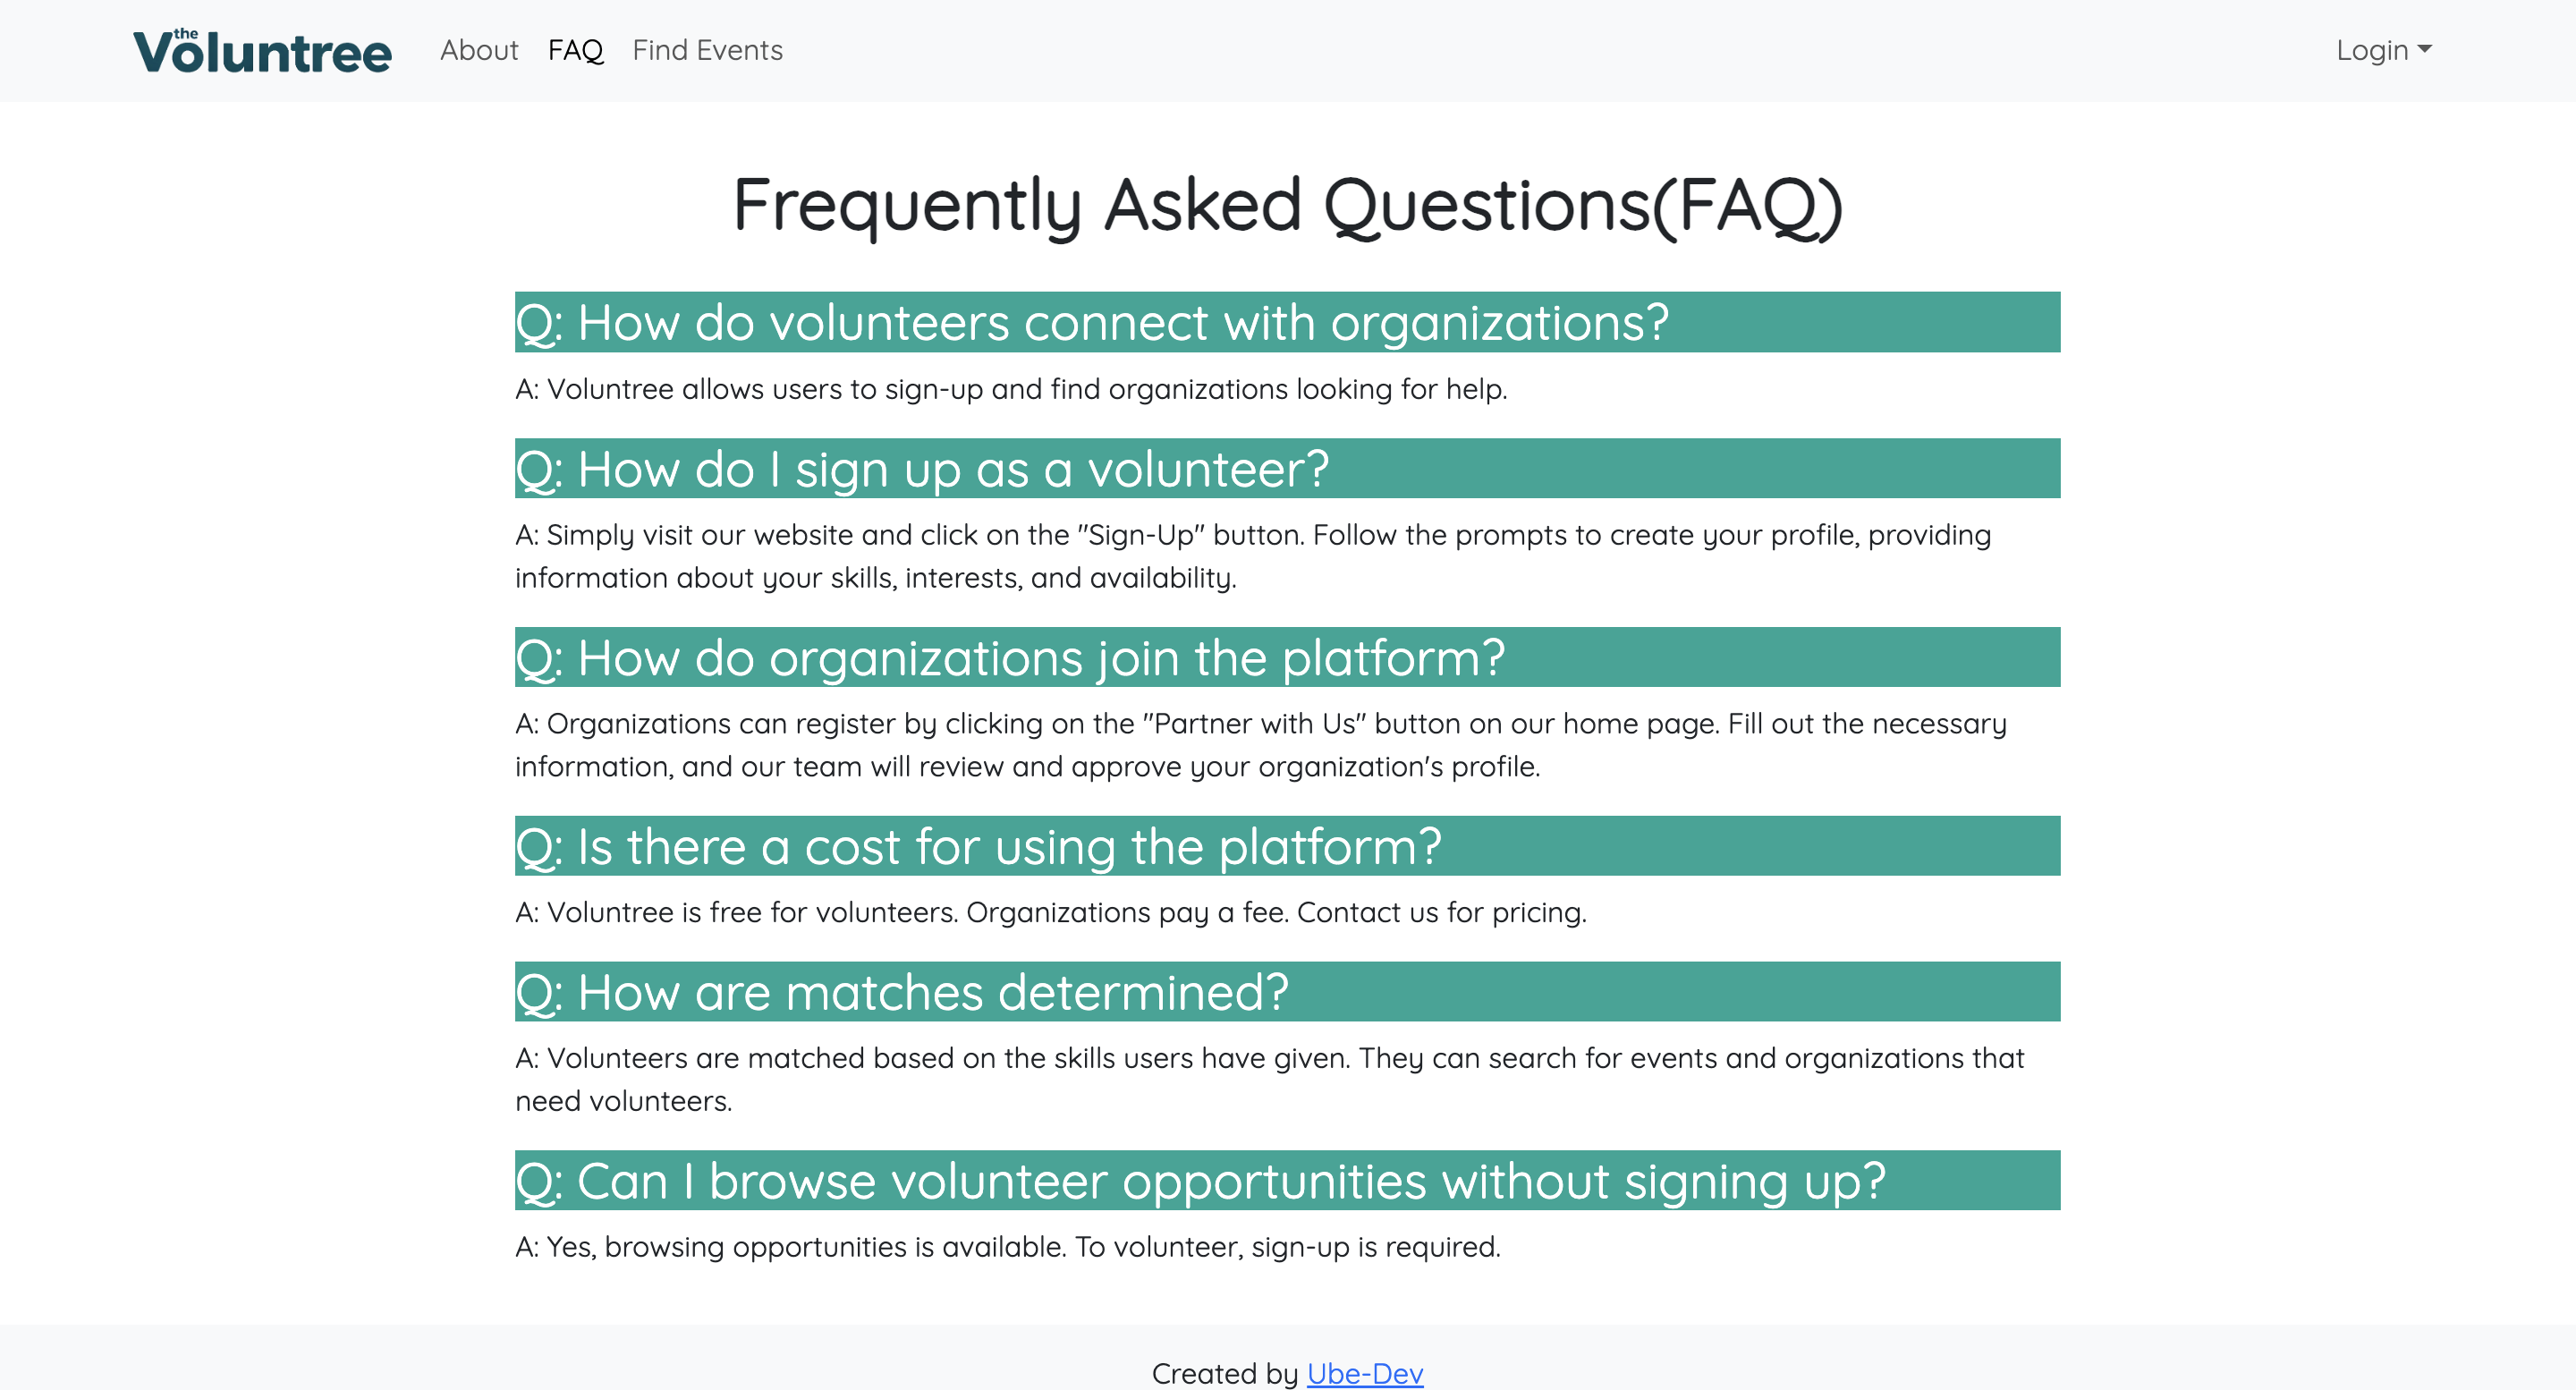 the
Voluntree
About FAQ Find Events Login
Frequently Asked Questions(FAQ)
Q: How do volunteers connect with organizations?
A: Voluntree allows users to sign-up and find organizations looking for help.
Q: How do I sign up as a volunteer?
A: Simply visit our website and click on the "Sign-Up" button. Follow the prompts to create your profile, providing
information about your skills, interests, and availability.
Q: How do organizations join the platform?
A: Organizations can register by clicking on the "Partner with Us" button on our home page. Fill out the necessary
information, and our team will review and approve your organization's profile.
Q: Is there a cost for using the platform?
A: Voluntree is free for volunteers. Organizations pay a fee. Contact us for pricing.
Q: How are matches determined?
A: Volunteers are matched based on the skills users have given. They can search for events and organizations that
need volunteers.
Q: Can I browse volunteer opportunities without signing up?
A: Yes, browsing opportunities is available. To volunteer, sign-up is required.
Created by Ube-Dev